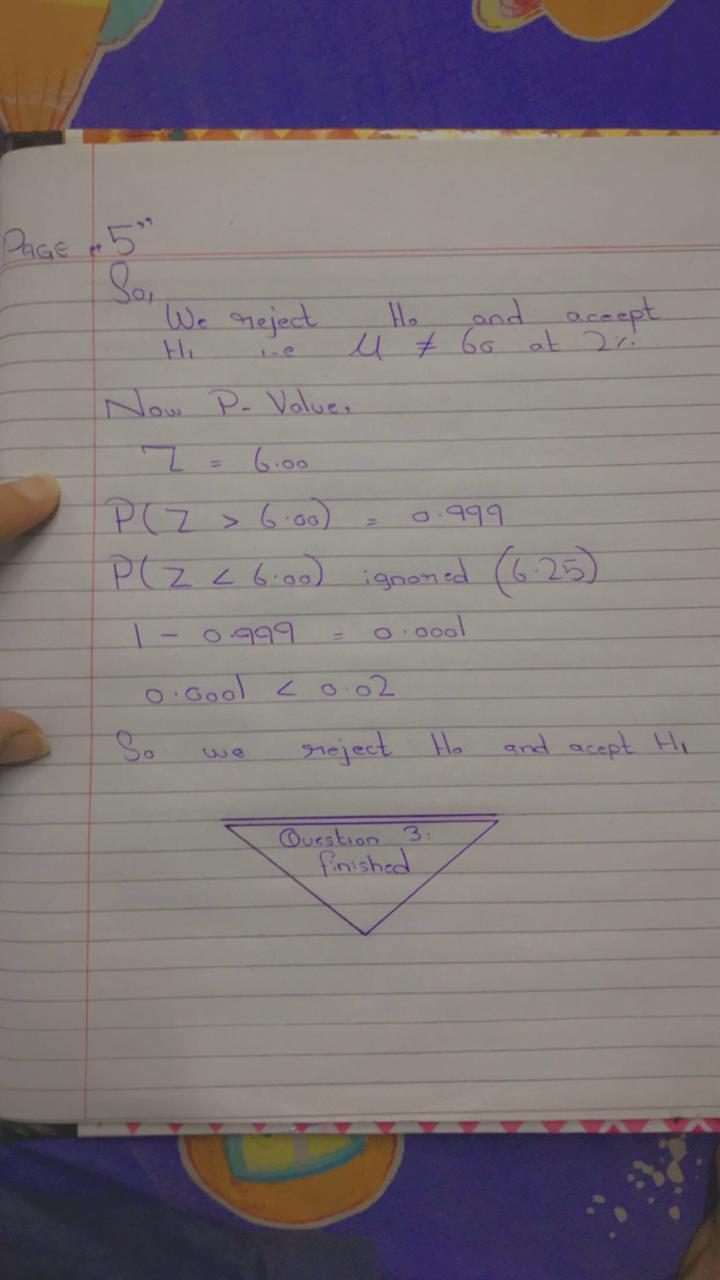 PAGE "5"
So,
We reject H₀ and accept
H₁ i.e μ ≠ 60 at 2%
Now P- Value.
Z = 6.00
P(Z > 6.00) = 0.999
P(Z < 6.00) ignored (6.25)
1 - 0.999 = 0.0001
0.0001 < 0.02
So we reject H₀ and acept H₁
Question 3.
finished